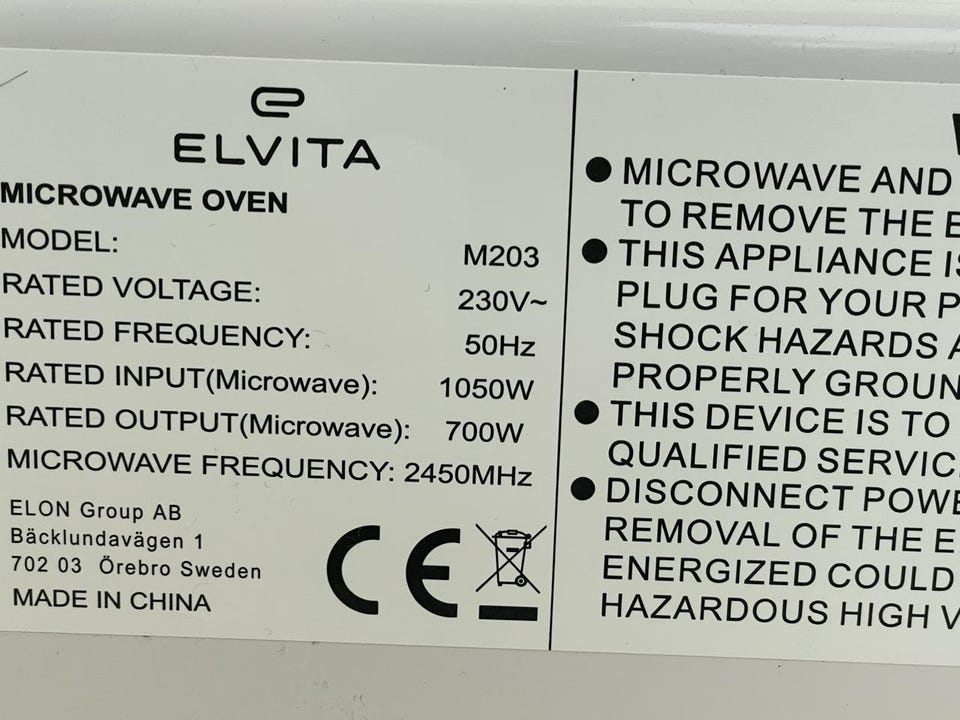 ELVITA
MICROWAVE OVEN
MODEL: M203
RATED VOLTAGE: 230V~
RATED FREQUENCY: 50Hz
RATED INPUT(Microwave): 1050W
RATED OUTPUT(Microwave): 700W
MICROWAVE FREQUENCY: 2450MHz
ELON Group AB
Bäcklundavägen 1
702 03 Örebro Sweden
MADE IN CHINA
CE
● MICROWAVE AND
TO REMOVE THE
● THIS APPLIANCE
PLUG FOR YOUR
SHOCK HAZARDS
PROPERLY
● THIS DEVICE IS TO
QUALIFIED
● DISCONNECT
REMOVAL OF THE
ENERGIZED COULD
HAZARDOUS HIGH